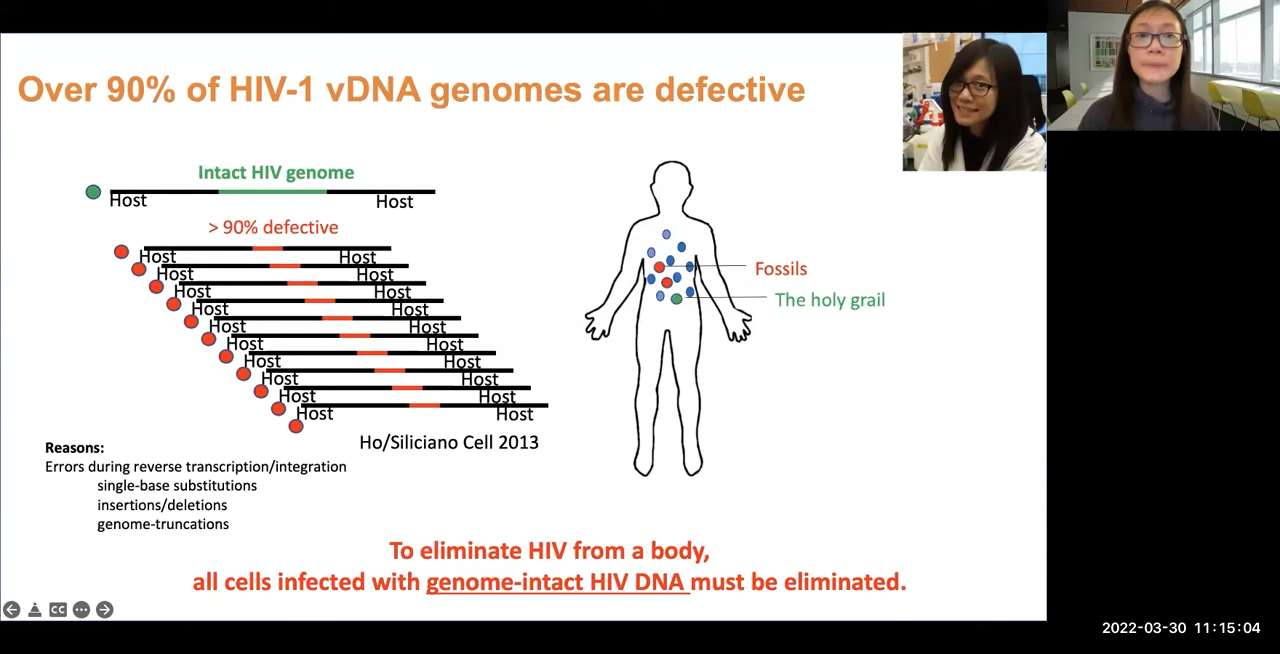 Over 90% of HIV-1 vDNA genomes are defective
Intact HIV genome
Host Host
> 90% defective
Host Host
Host Host
Host Host
Host Host
Host Host
Host Host
Host Host
Host Host
Host Host
Host Host
Ho/Siliciano Cell 2013
Fossils
The holy grail
Reasons:
Errors during reverse transcription/integration
single-base substitutions
insertions/deletions
genome-truncations
To eliminate HIV from a body,
all cells infected with genome-intact HIV DNA must be eliminated.
CC
2022-03-30 11:15:04